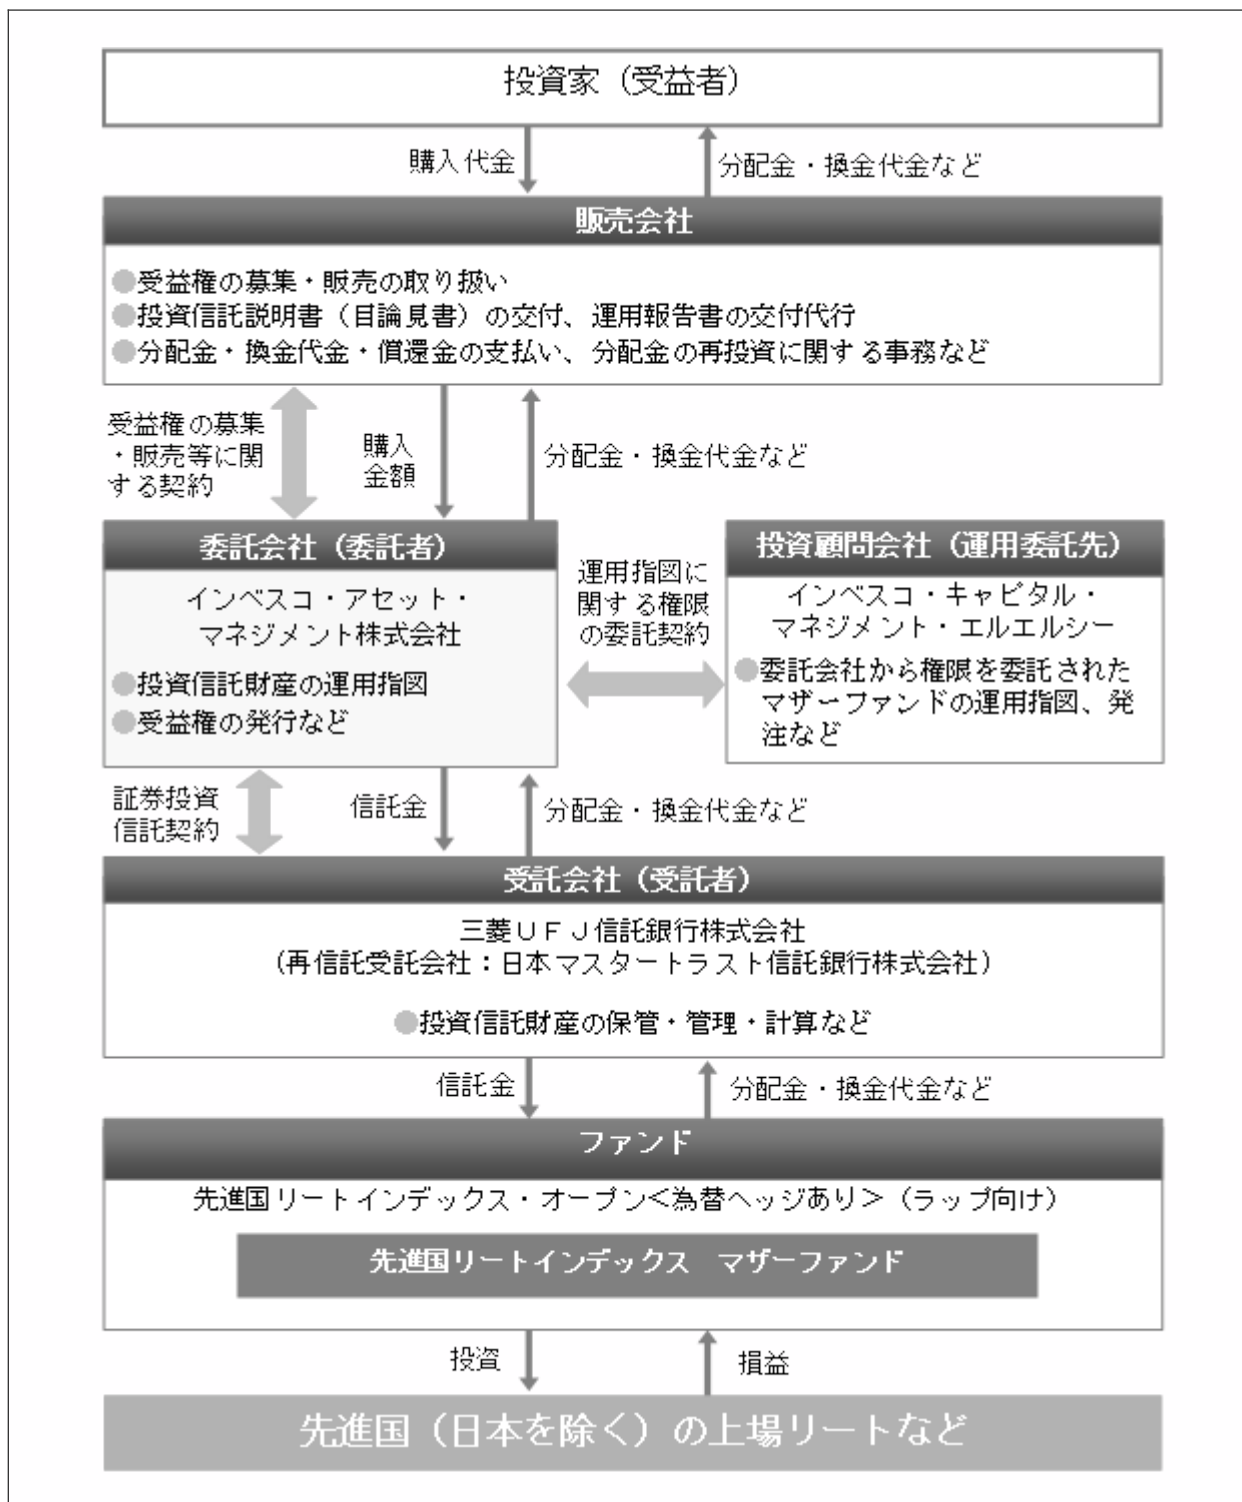 投資家（受益者）
購入代金
分配金・換金代金など
販売会社
●受益権の募集・販売の取り扱い
●投資信託説明書（目論見書）の交付、運用報告書の交付代行
●分配金・換金代金・償還金の支払い、分配金の再投資に関する事務など
受益権の募集
・販売等に関
する契約
購入
金額
分配金・換金代金など
委託会社（委託者）
インベスコ・アセット・
マネジメント株式会社
●投資信託財産の運用指図
●受益権の発行など
運用指図に
関する権限
の委託契約
投資顧問会社（運用委託先）
インベスコ・キャピタル・
マネジメント・エルエルシー
●委託会社から権限を委託された
マザーファンドの運用指図、発
注など
証券投資
信託契約
信託金
分配金・換金代金など
受託会社（受託者）
三菱ＵＦＪ信託銀行株式会社
（再信託受託会社：日本マスタートラスト信託銀行株式会社）
●投資信託財産の保管・管理・計算など
信託金
分配金・換金代金など
ファンド
先進国リートインデックス・オープン＜為替ヘッジあり＞（ラップ向け）
先進国リートインデックス　マザーファンド
投資
損益
先進国（日本を除く）の上場リートなど